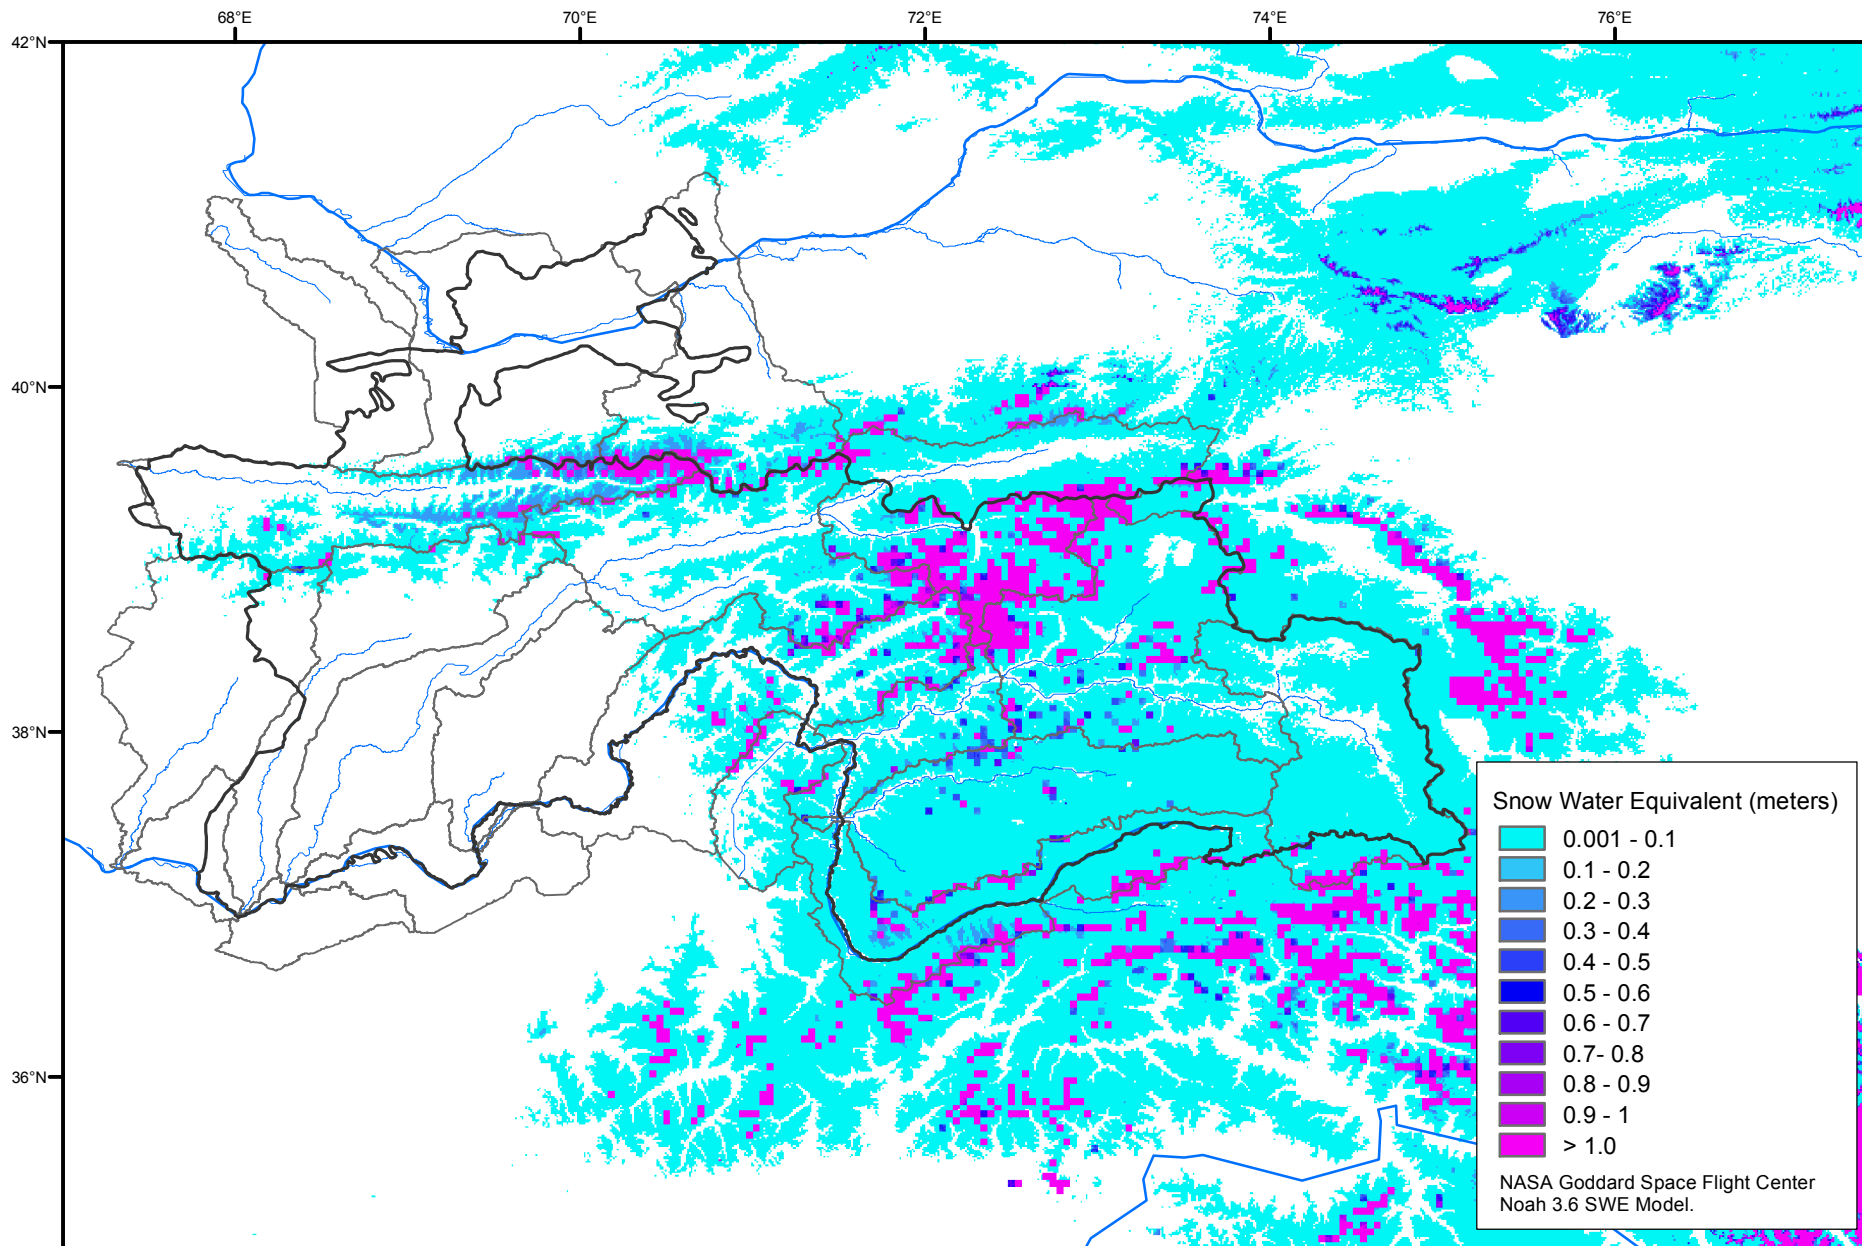 68°E
70°E
72°E
74°E
76°E
42°N
40°N
38°N
36°N
Snow Water Equivalent (meters)
0.001 - 0.1
0.1 - 0.2
0.2 - 0.3
0.3 - 0.4
0.4 - 0.5
0.5 - 0.6
0.6 - 0.7
0.7- 0.8
0.8 - 0.9
0.9 - 1
> 1.0
NASA Goddard Space Flight Center
Noah 3.6 SWE Model.